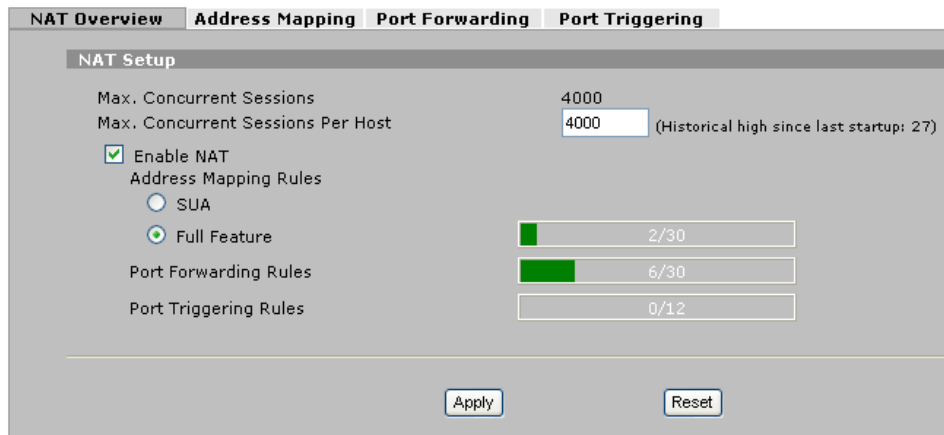 NAT Overview Address Mapping Port Forwarding Port Triggering
NAT Setup
Max. Concurrent Sessions 4000
Max. Concurrent Sessions Per Host 4000 (Historical high since last startup: 27)
Enable NAT
Address Mapping Rules
SUA
Full Feature 2/30
Port Forwarding Rules 6/30
Port Triggering Rules 0/12
Apply Reset